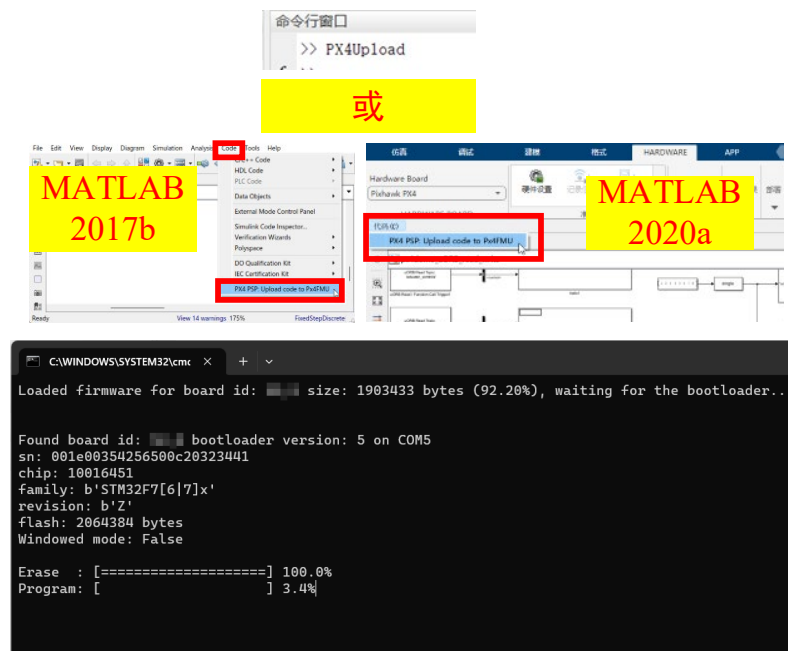 命令行窗口
>> PX4Upload
>>
或
File Edit View Display Diagram Simulation Analysis Code Tools Help
C/C++ Code
HDL Code
PLC Code
Data Objects
External Mode Control Panel
Simulink Code Inspector...
Verification Wizards
Polyspace
DO Qualification Kit
IEC Certification Kit
PX4 PSP: Upload code to Px4FMU
Ready View 14 warnings 175% FixedStepDiscrete
MATLAB
2017b
仿真 调试 建模 格式 HARDWARE APP
Hardware Board
Pixhawk PX4
硬件设置
HARDWARE BOARD
代码(C)
PX4 PSP: Upload code to Px4FMU
MATLAB
2020a
single
C:\WINDOWS\SYSTEM32\cmc × +
Loaded firmware for board id: size: 1903433 bytes (92.20%), waiting for the bootloader..
Found board id: bootloader version: 5 on COM5
sn: 001e00354256500c20323441
chip: 10016451
family: b'STM32F7[6|7]x'
revision: b'Z'
flash: 2064384 bytes
Windowed mode: False
Erase : [====================] 100.0%
Program: [ ] 3.4%